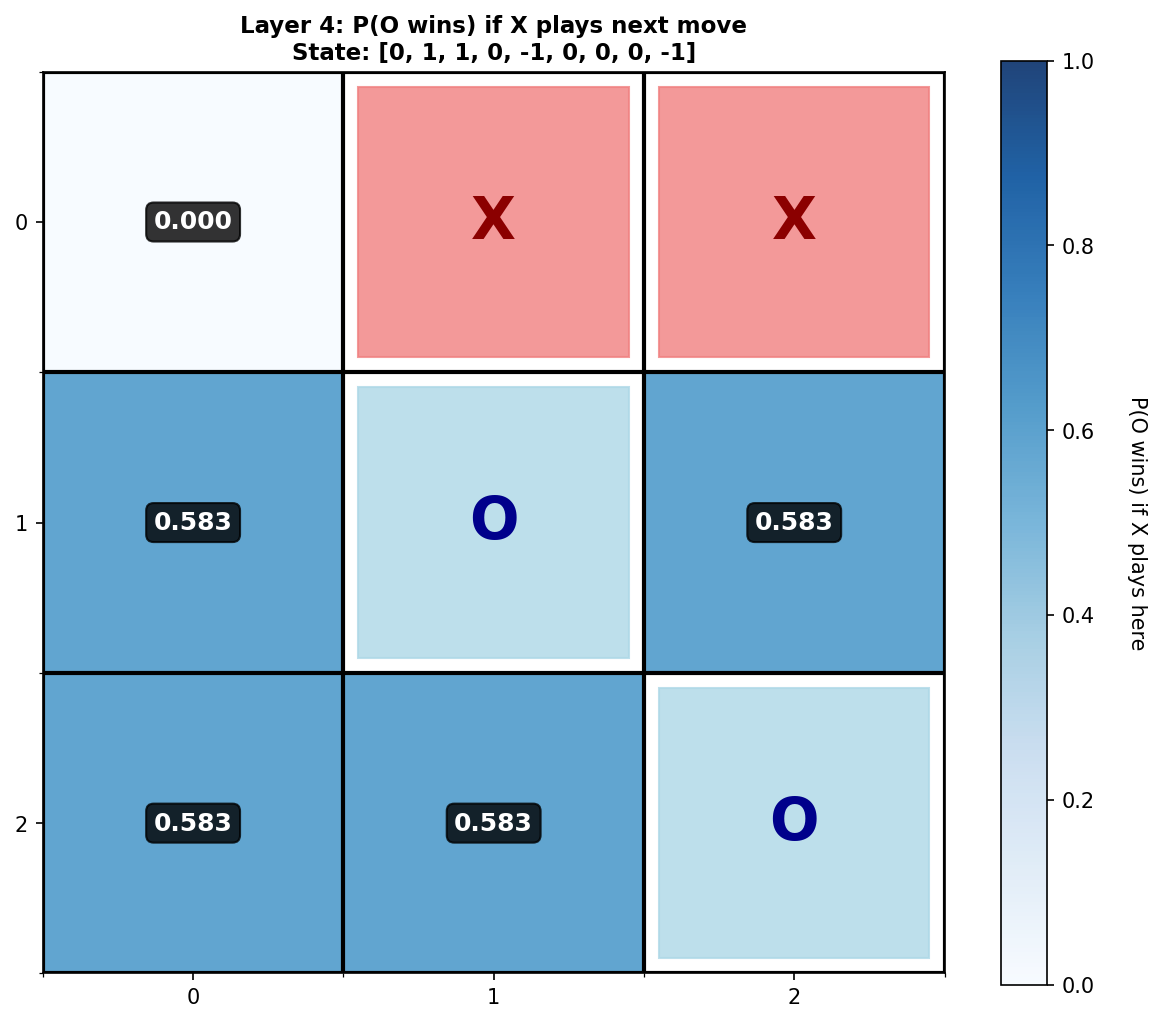 Layer 4: P(O wins) if X plays next move
State: [0, 1, 1, 0, -1, 0, 0, 0, -1]
0
0.000
X
X
1
0.583
O
0.583
2
0.583
0.583
O
0
1
2
1.0
0.8
0.6
0.4
0.2
0.0
P(O wins) if X plays here